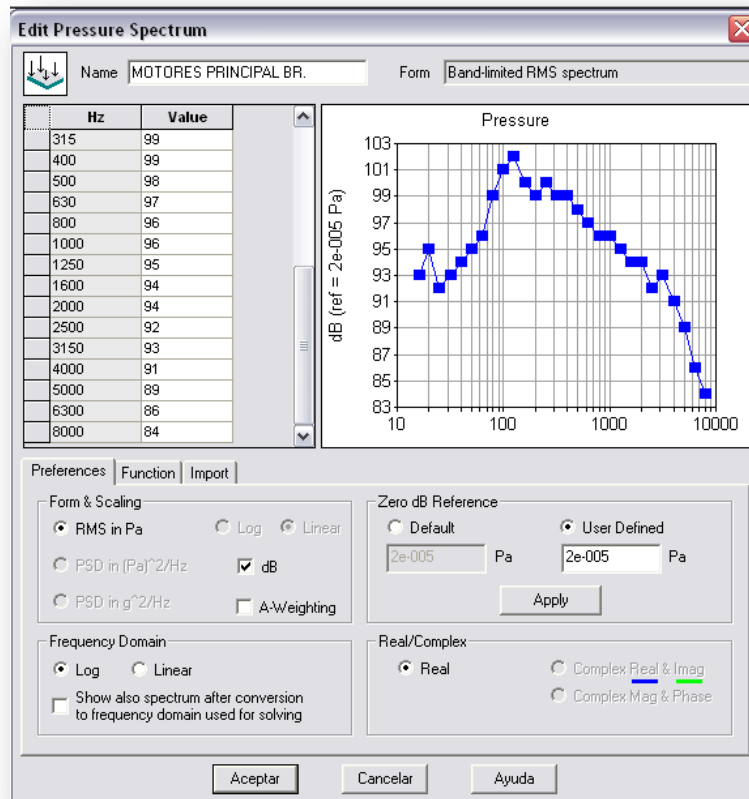 Edit Pressure Spectrum
Name MOTORES PRINCIPAL BR. Form Band-limited RMS spectrum
Hz Value
315 99
400 99
500 98
630 97
800 96
1000 96
1250 95
1600 94
2000 94
2500 92
3150 93
4000 91
5000 89
6300 86
8000 84
Pressure
dB (ref = 2e-005 Pa)
103
101
99
97
95
93
91
89
87
85
83
10 100 1000 10000
Preferences Function Import
Form & Scaling
RMS in Pa Log Linear
PSD in (Pa)^2/Hz dB
PSD in g^2/Hz A-Weighting
Zero dB Reference
Default User Defined
2e-005 Pa 2e-005 Pa
Apply
Frequency Domain
Log Linear
Show also spectrum after conversion
to frequency domain used for solving
Real/Complex
Real Complex Real & Imag
Complex Mag & Phase
Aceptar Cancelar Ayuda